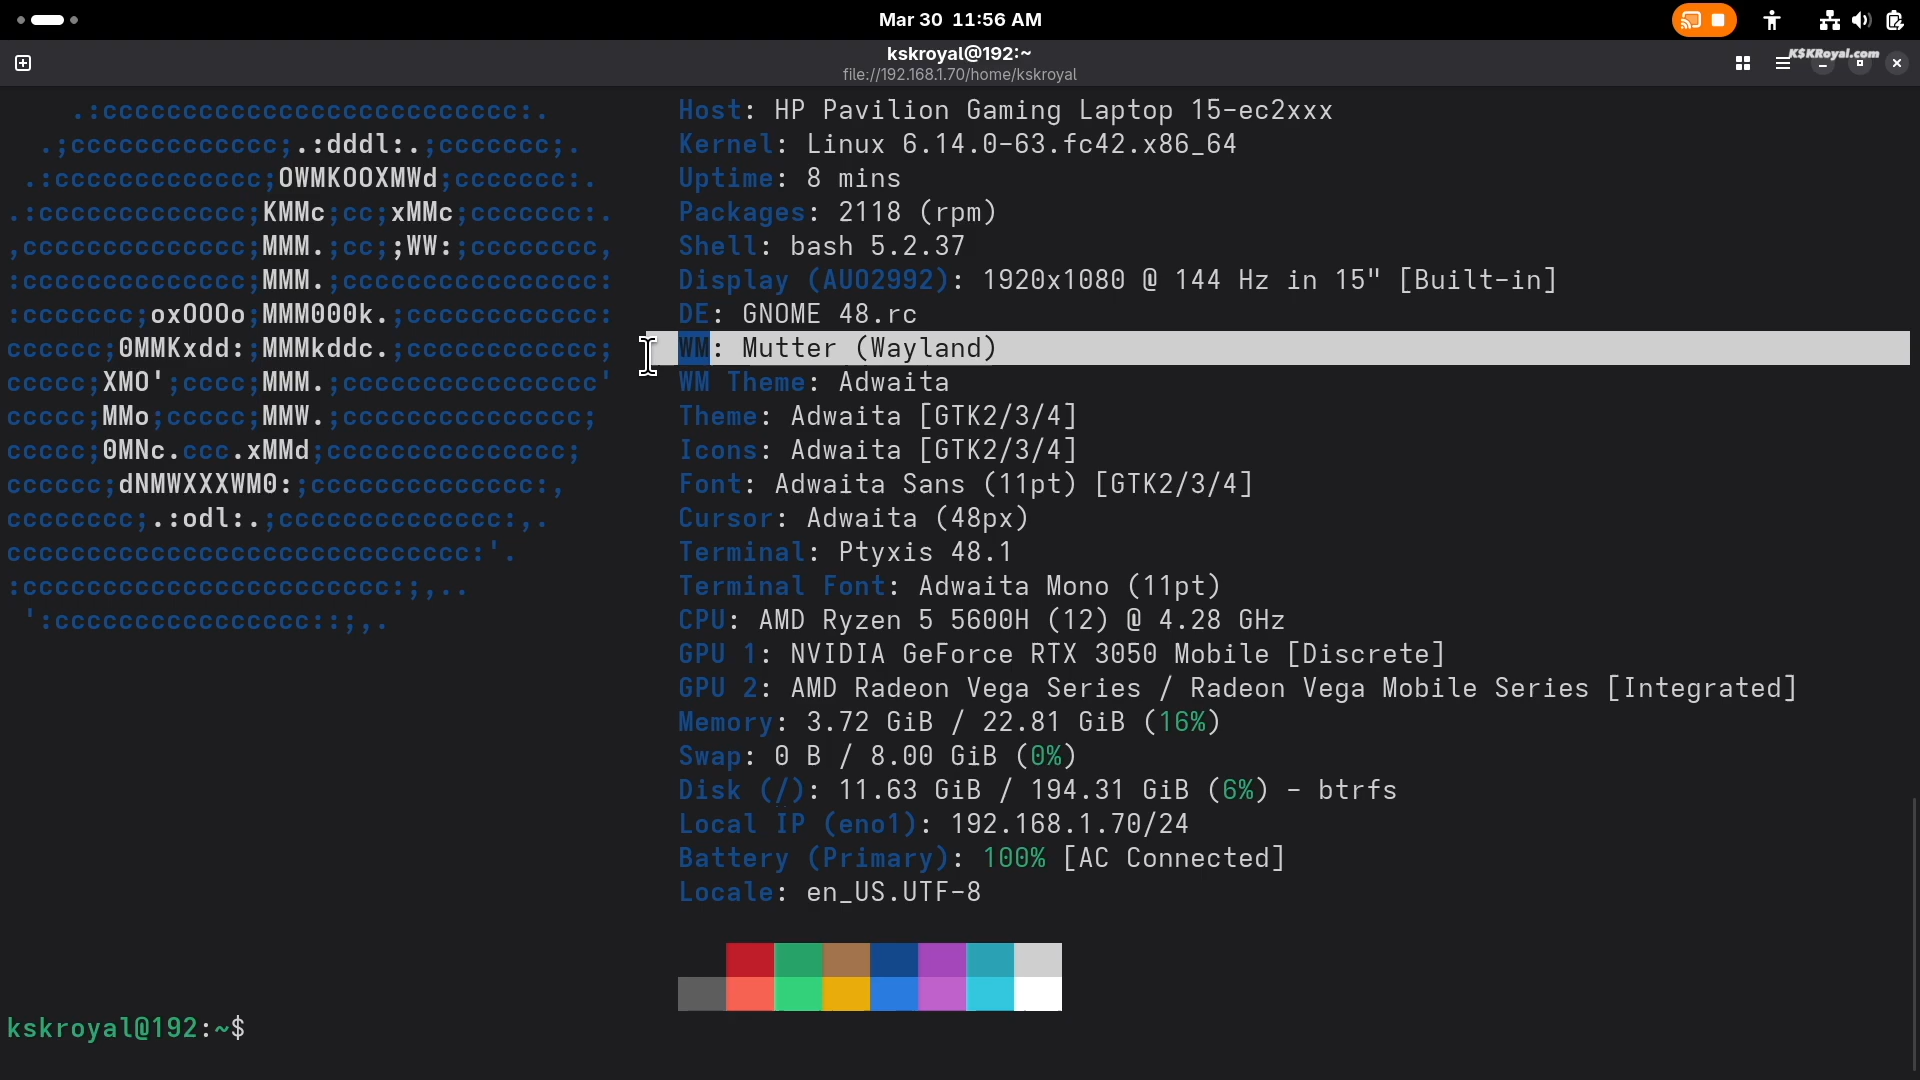 Mar 30 11:56 AM
kskroyal@192:~
file://192.168.1.70/home/kskroyal
KSKRoyal.com
.:cccccccccccccccccccccccccc:.
.;ccccccccccccc;.:dddl:.;ccccccc;.
.:ccccccccccccc;OWMKOOXMWd;ccccccc:.
.:ccccccccccccc;KMMc;cc;xMMc;ccccccc:.
,cccccccccccccc;MMM.;cc;;WW:;cccccccc,
:cccccccccccccc;MMM.;cccccccccccccccc:
:ccccccc;oxOOOo;MMM000k.;cccccccccccc:
cccccc;0MMKxdd:;MMMkddc.;cccccccccccc;
ccccc;XMO';cccc;MMM.;cccccccccccccccc'
ccccc;MMo;ccccc;MMW.;ccccccccccccccc;
ccccc;0MNc.ccc.xMMd;ccccccccccccccc;
cccccc;dNMWXXXWM0:;cccccccccccccc:,
cccccccc;.:odl:.;cccccccccccccc:,.
ccccccccccccccccccccccccccccc:'.
:ccccccccccccccccccccccc:;,..
':cccccccccccccccc::;,.
Host: HP Pavilion Gaming Laptop 15-ec2xxx
Kernel: Linux 6.14.0-63.fc42.x86_64
Uptime: 8 mins
Packages: 2118 (rpm)
Shell: bash 5.2.37
Display (AUO2992): 1920x1080 @ 144 Hz in 15" [Built-in]
DE: GNOME 48.rc
WM: Mutter (Wayland)
WM Theme: Adwaita
Theme: Adwaita [GTK2/3/4]
Icons: Adwaita [GTK2/3/4]
Font: Adwaita Sans (11pt) [GTK2/3/4]
Cursor: Adwaita (48px)
Terminal: Ptyxis 48.1
Terminal Font: Adwaita Mono (11pt)
CPU: AMD Ryzen 5 5600H (12) @ 4.28 GHz
GPU 1: NVIDIA GeForce RTX 3050 Mobile [Discrete]
GPU 2: AMD Radeon Vega Series / Radeon Vega Mobile Series [Integrated]
Memory: 3.72 GiB / 22.81 GiB (16%)
Swap: 0 B / 8.00 GiB (0%)
Disk (/): 11.63 GiB / 194.31 GiB (6%) - btrfs
Local IP (eno1): 192.168.1.70/24
Battery (Primary): 100% [AC Connected]
Locale: en_US.UTF-8
kskroyal@192:~$